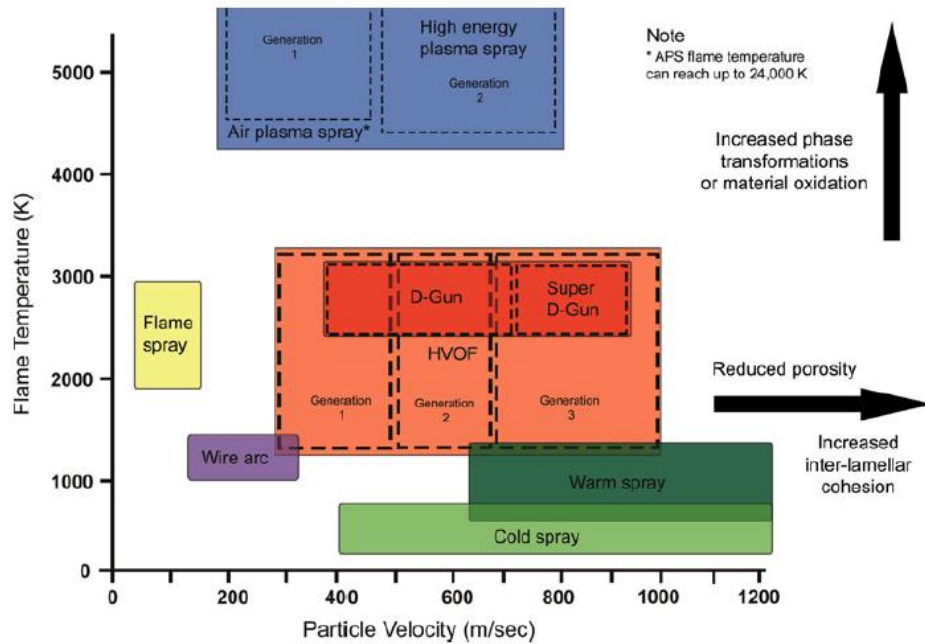 5000
4000
3000
2000
1000
0
Flame Temperature (K)
Generation
1
Air plasma spray*
High energy
plasma spray
Generation
2
Note
* APS flame temperature
can reach up to 24,000 K
Increased phase
transformations
or material oxidation
Flame
spray
D-Gun
Super
D-Gun
HVOF
Generation
1
Generation
2
Generation
3
Wire arc
Warm spray
Cold spray
Reduced porosity
Increased
inter-lamellar
cohesion
0
200
400
600
800
1000
1200
Particle Velocity (m/sec)